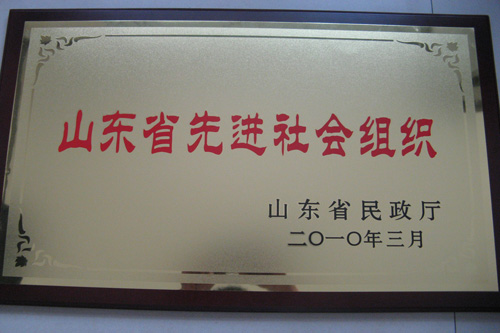 山东省先进社会组织
山东省民政厅
二〇一〇年三月